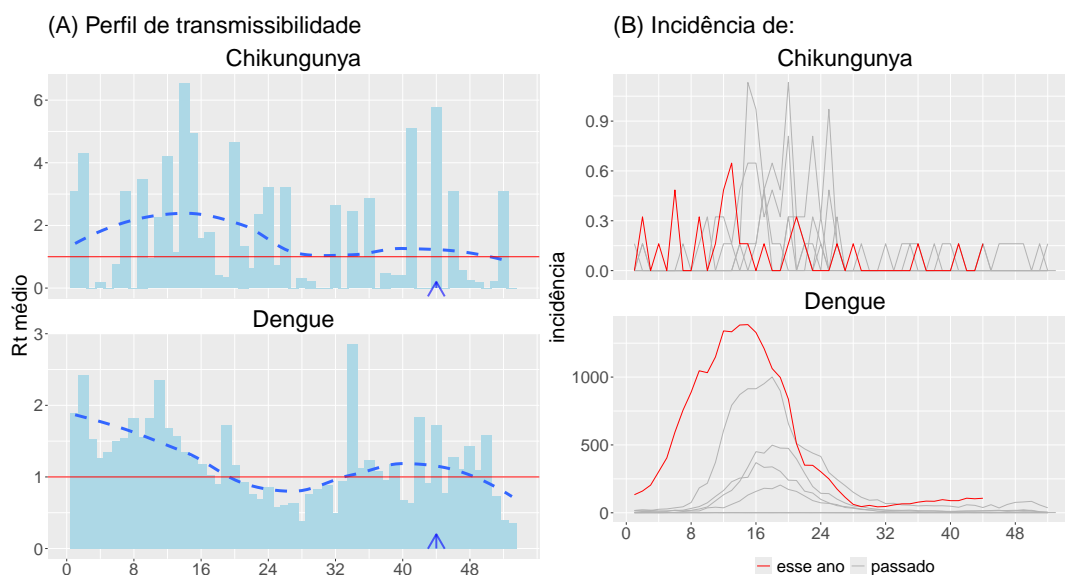 (A) Perfil de transmissibilidade
Chikungunya
6
4
2
0
Dengue
3
2
1
0
0 8 16 24 32 40 48
Rt médio
(B) Incidência de:
Chikungunya
0.9
0.6
0.3
0.0
Dengue
1000
500
0
0 8 16 24 32 40 48
incidência
esse ano passado